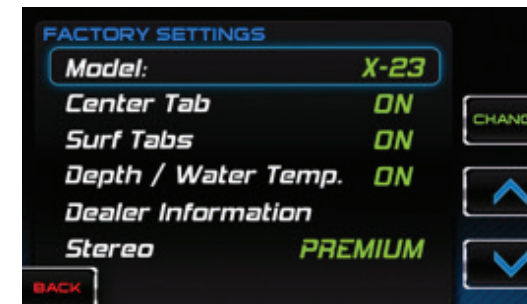 FACTORY SETTINGS
Model: X-23
Center Tab ON
Surf Tabs ON
Depth / Water Temp. ON
Dealer Information
Stereo PREMIUM
BACK